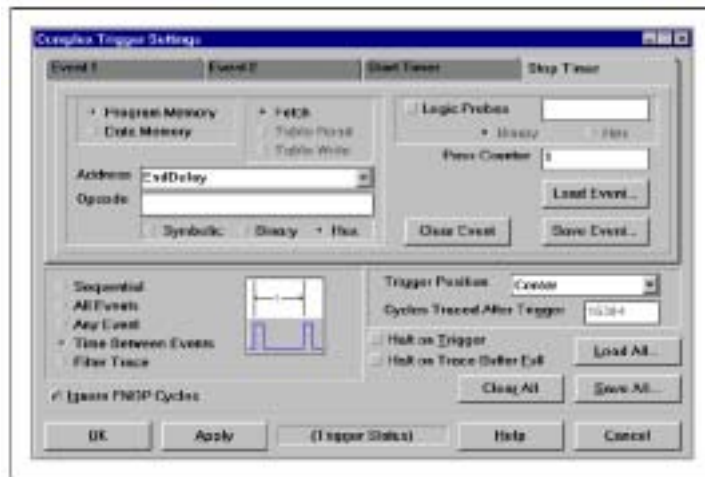 Complex Trigger Settings
Event 1
Event 2
Start Timer
Stop Timer
Program Memory
Data Memory
Fetch
Table Read
Table Write
Logic Probes
Binary
Hex
Pass Counter
Address
EndDelay
Opcode
Symbolic
Binary
Hex
Load Event...
Clear Event
Save Event...
Sequential
All Events
Any Event
Time Between Events
Filter Trace
Trigger Position
Center
Cycles Traced After Trigger
16384
Halt on Trigger
Halt on Trace Buffer Full
Load All...
Clear All
Save All...
Ignore FNOP Cycles
OK
Apply
(Trigger Status)
Help
Cancel